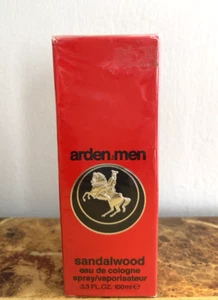 arden men
sandalwood
eau de cologne
spray/vaporisateur
3.3 FL.OZ. 100ml ℮